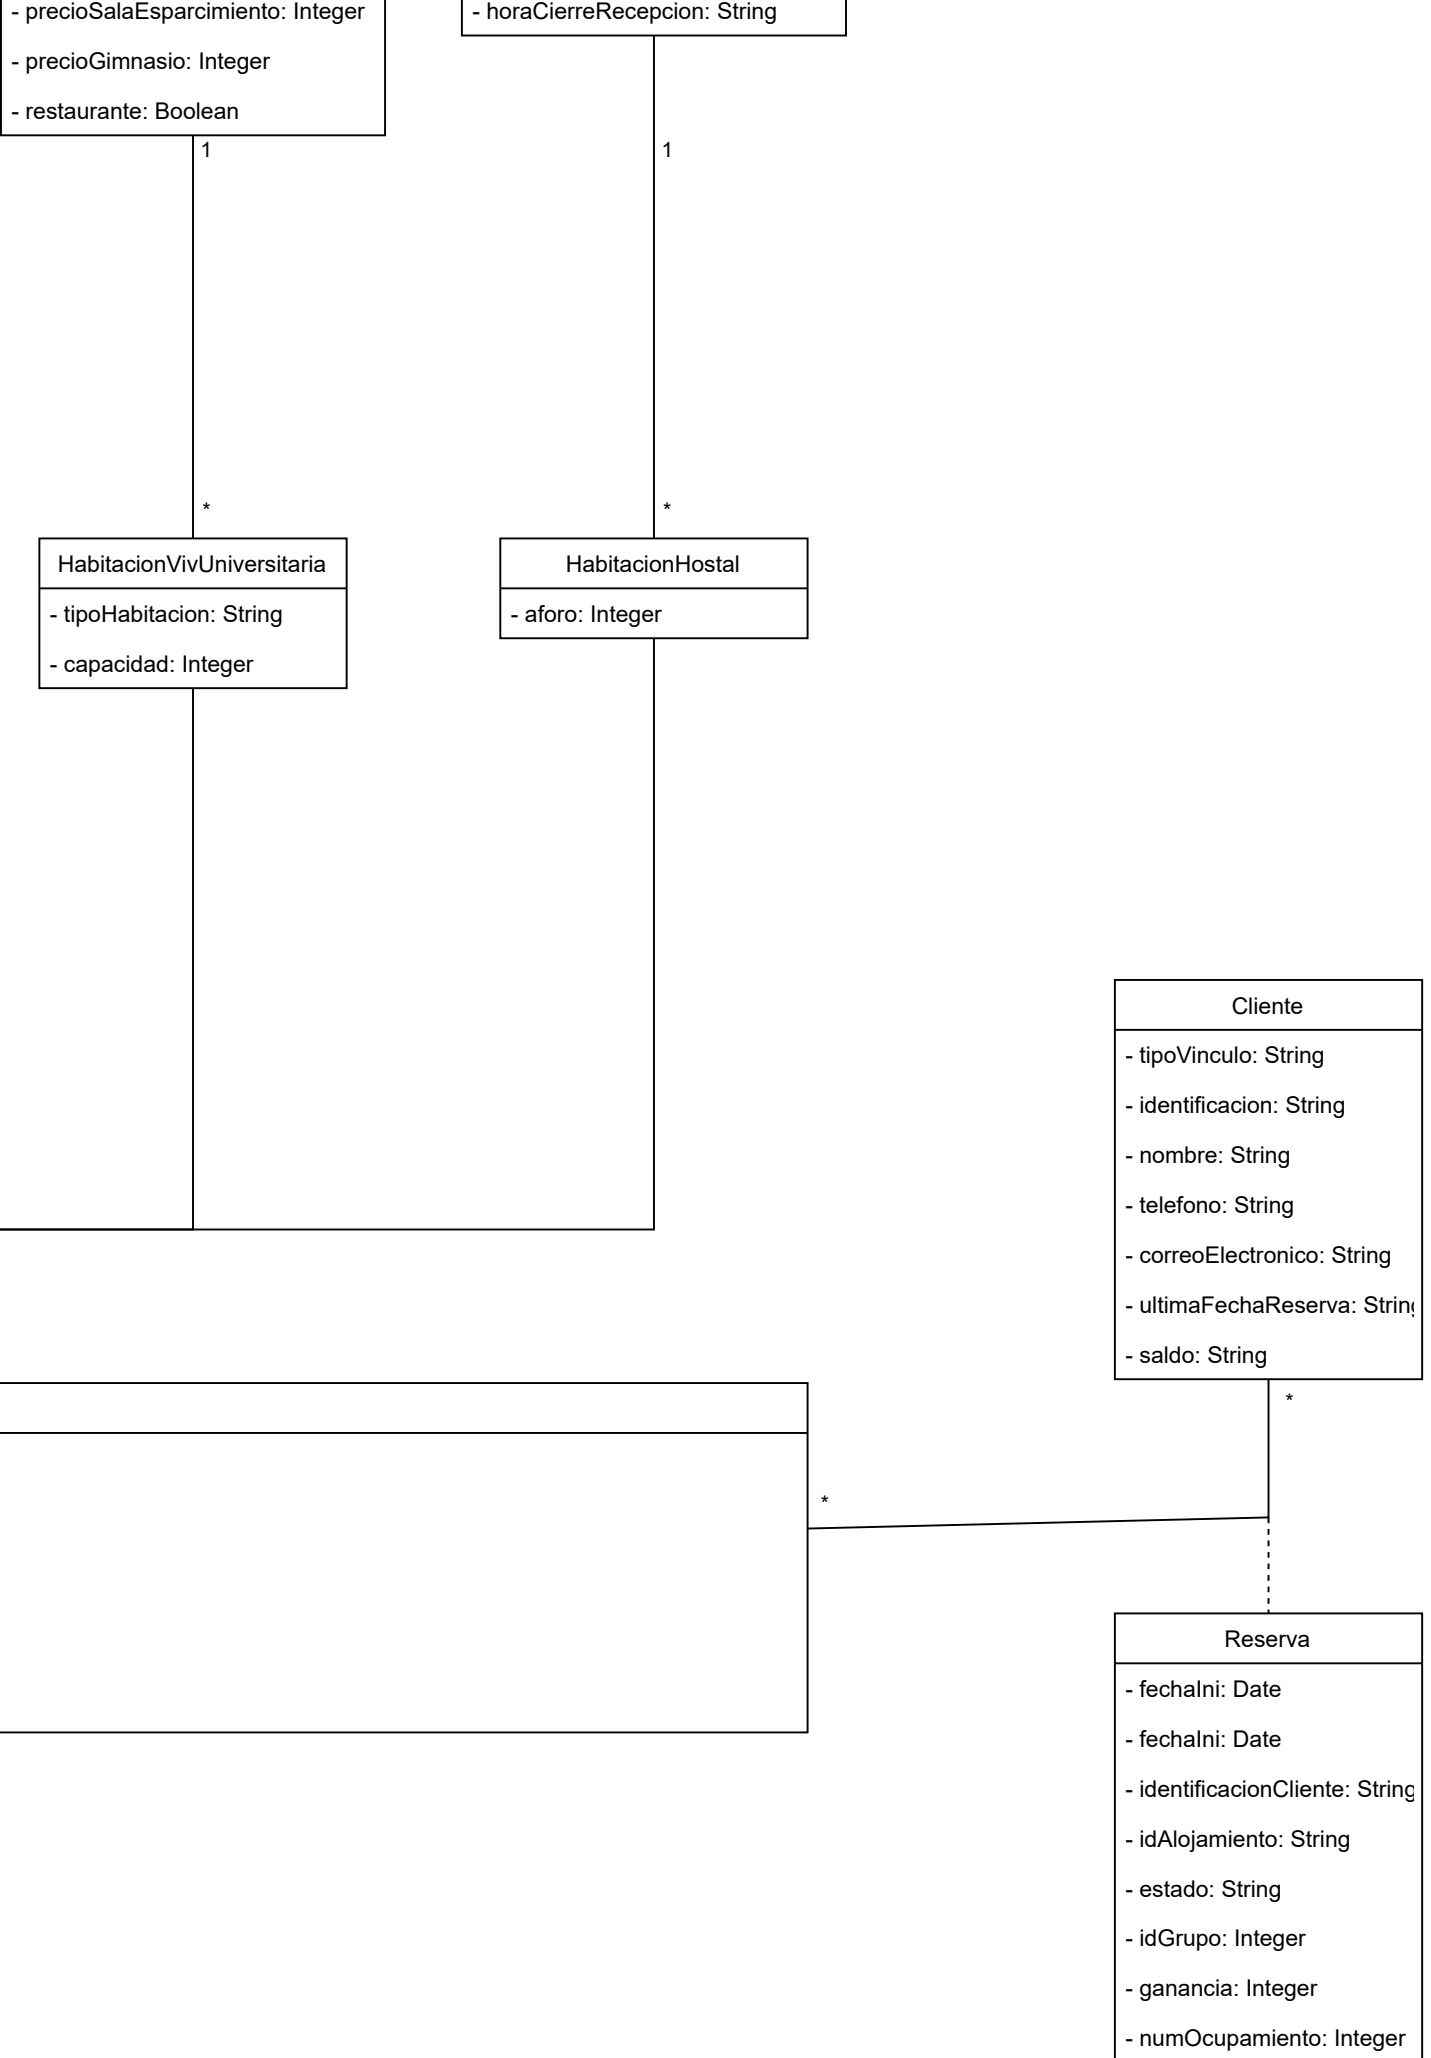 - precioSalaEsparcimiento: Integer
- precioGimnasio: Integer
- restaurante: Boolean
- horaCierreRecepcion: String
1
1
*
*
HabitacionVivUniversitaria
- tipoHabitacion: String
- capacidad: Integer
HabitacionHostal
- aforo: Integer
Cliente
- tipoVinculo: String
- identificacion: String
- nombre: String
- telefono: String
- correoElectronico: String
- ultimaFechaReserva: String
- saldo: String
*
*
Reserva
- fechaIni: Date
- fechaIni: Date
- identificacionCliente: String
- idAlojamiento: String
- estado: String
- idGrupo: Integer
- ganancia: Integer
- numOcupamiento: Integer